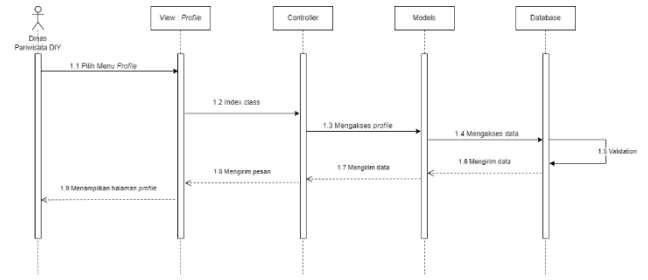 Dinas
Pariwisata DIY
View : Profile
Controller
Models
Database
1.1 Pilih Menu Profile
1.2 Index class
1.3 Mengakses profile
1.4 Mengakses data
1.5 Validation
1.6 Mengirim data
1.7 Mengirim data
1.8 Mengirim pesan
1.9 Menampilkan halaman profile